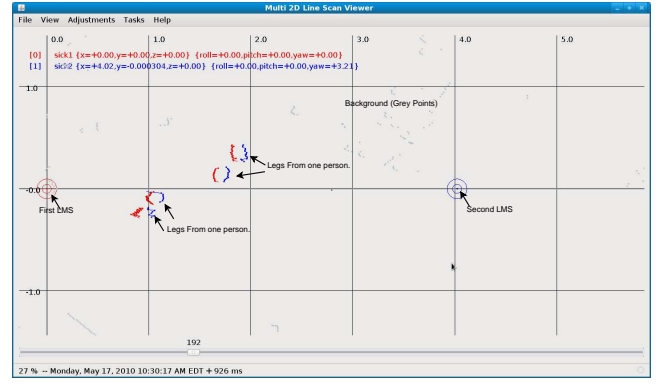 Multi 2D Line Scan Viewer
File View Adjustments Tasks Help
0.0 1.0 2.0 3.0 4.0 5.0
[0] sick1 {x=+0.00,y=+0.00,z=+0.00} {roll=+0.00,pitch=+0.00,yaw=+0.00}
[1] sick2 {x=+4.02,y=-0.000304,z=+0.00} {roll=+0.00,pitch=+0.00,yaw=+3.21}
1.0
Background (Grey Points)
Legs From one person.
-0.0
First LMS
Second LMS
Legs From one person.
-1.0
192
27 % -- Monday, May 17, 2010 10:30:17 AM EDT + 926 ms